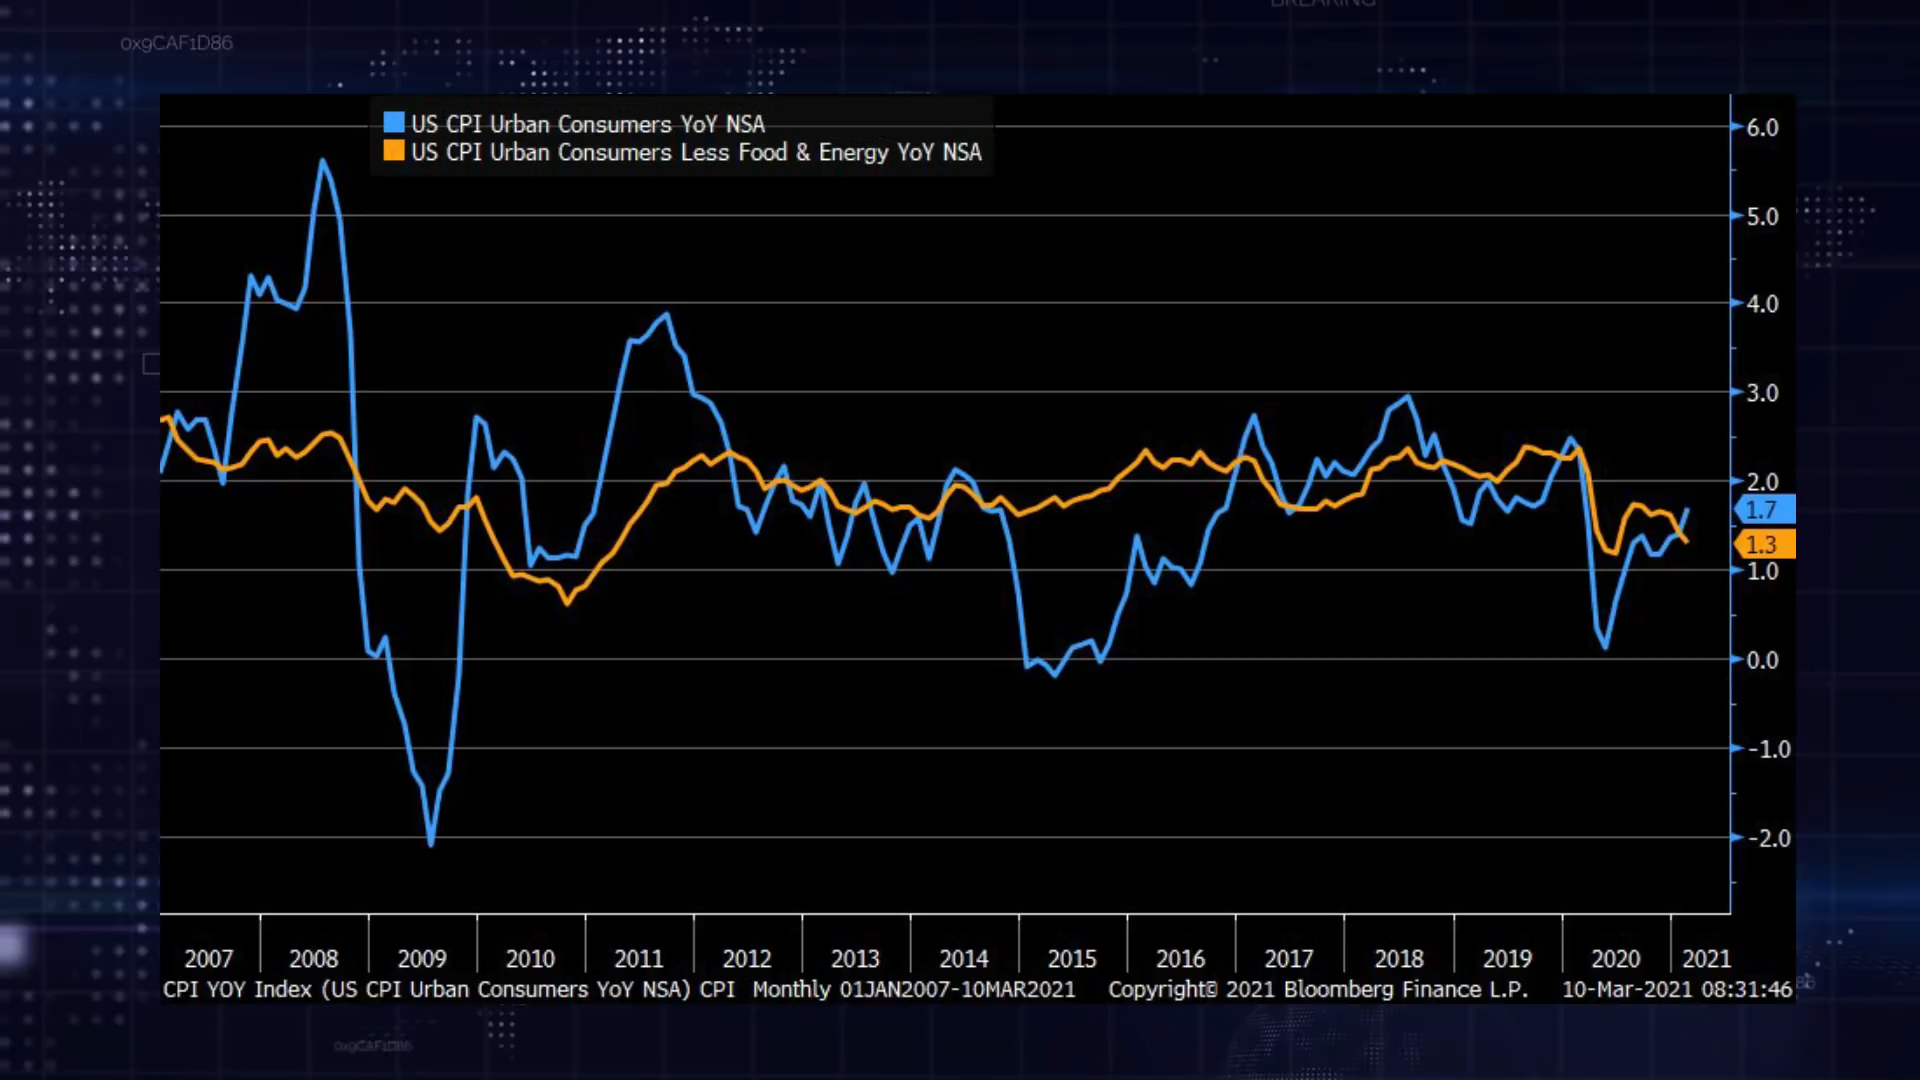 BREAKING
0x9CAF1D86
US CPI Urban Consumers YoY NSA
US CPI Urban Consumers Less Food & Energy YoY NSA
6.0
5.0
4.0
3.0
2.0
1.7
1.3
1.0
0.0
-1.0
-2.0
2007 2008 2009 2010 2011 2012 2013 2014 2015 2016 2017 2018 2019 2020 2021
CPI YOY Index (US CPI Urban Consumers YoY NSA) CPI Monthly 01JAN2007-10MAR2021 Copyright© 2021 Bloomberg Finance L.P. 10-Mar-2021 08:31:46
0x9CAF1D86